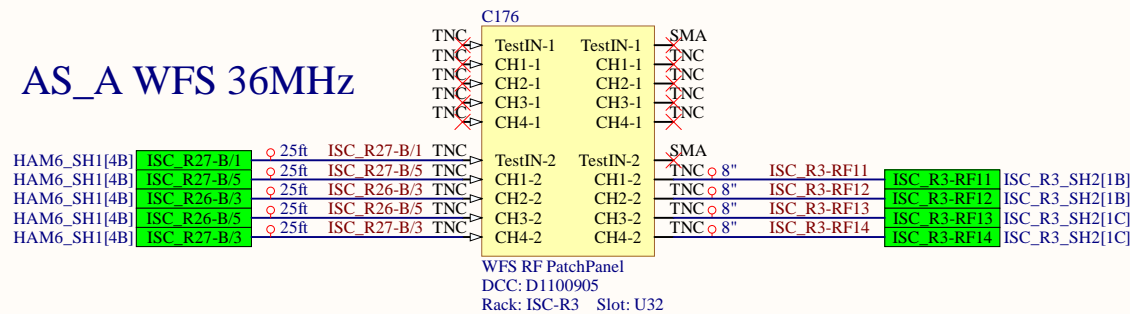 C176
TNC TestIN-1 TestIN-1 SMA
TNC CH1-1 CH1-1 TNC
TNC CH2-1 CH2-1 TNC
TNC CH3-1 CH3-1 TNC
TNC CH4-1 CH4-1 TNC
AS_A WFS 36MHz
HAM6_SH1[4B] ISC_R27-B/1 25ft ISC_R27-B/1 TNC TestIN-2 TestIN-2 SMA
HAM6_SH1[4B] ISC_R27-B/5 25ft ISC_R27-B/5 TNC CH1-2 CH1-2 TNC 8" ISC_R3-RF11 ISC_R3-RF11 ISC_R3_SH2[1B]
HAM6_SH1[4B] ISC_R26-B/3 25ft ISC_R26-B/3 TNC CH2-2 CH2-2 TNC 8" ISC_R3-RF12 ISC_R3-RF12 ISC_R3_SH2[1B]
HAM6_SH1[4B] ISC_R26-B/5 25ft ISC_R26-B/5 TNC CH3-2 CH3-2 TNC 8" ISC_R3-RF13 ISC_R3-RF13 ISC_R3_SH2[1C]
HAM6_SH1[4B] ISC_R27-B/3 25ft ISC_R27-B/3 TNC CH4-2 CH4-2 TNC 8" ISC_R3-RF14 ISC_R3-RF14 ISC_R3_SH2[1C]
WFS RF PatchPanel
DCC: D1100905
Rack: ISC-R3 Slot: U32